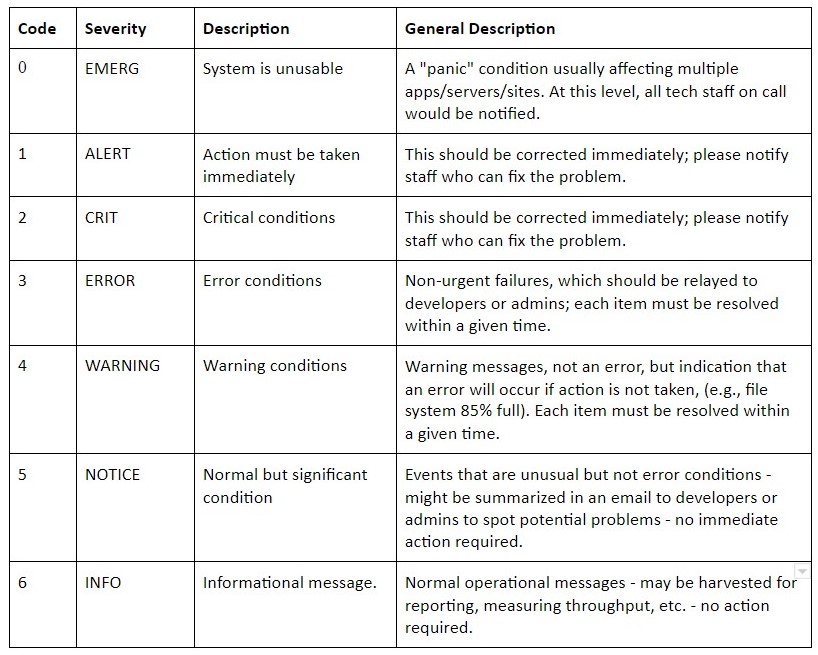 Code Severity Description General Description
0 EMERG System is unusable A "panic" condition usually affecting multiple
apps/servers/sites. At this level, all tech staff on call
would be notified.
1 ALERT Action must be taken This should be corrected immediately; please notify
immediately staff who can fix the problem.
2 CRIT Critical conditions This should be corrected immediately; please notify
staff who can fix the problem.
3 ERROR Error conditions Non-urgent failures, which should be relayed to
developers or admins; each item must be resolved
within a given time.
4 WARNING Warning conditions Warning messages, not an error, but indication that
an error will occur if action is not taken, (e.g., file
system 85% full). Each item must be resolved within
a given time.
5 NOTICE Normal but significant Events that are unusual but not error conditions -
condition might be summarized in an email to developers or
admins to spot potential problems - no immediate
action required.
6 INFO Informational message. Normal operational messages - may be harvested for
reporting, measuring throughput, etc. - no action
required.